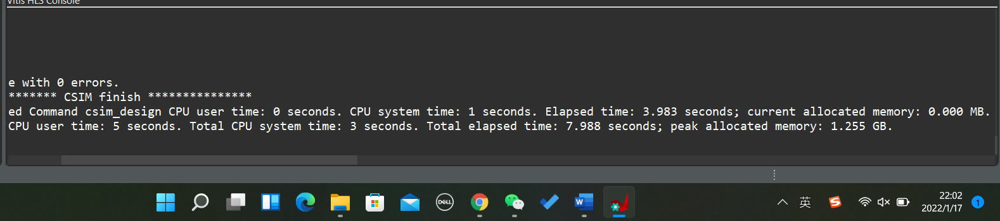 Vitis HLS Console
e with 0 errors.
******* CSIM finish ***************
ed Command csim_design CPU user time: 0 seconds. CPU system time: 1 seconds. Elapsed time: 3.983 seconds; current allocated memory: 0.000 MB.
CPU user time: 5 seconds. Total CPU system time: 3 seconds. Total elapsed time: 7.988 seconds; peak allocated memory: 1.255 GB.
DELL
W
英
S
22:02
2022/1/17
1